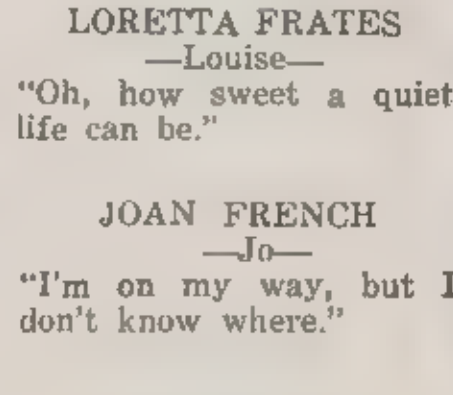 LORETTA FRATES
—Louise—
"Oh, how sweet a quiet
life can be."
JOAN FRENCH
—Jo—
"I'm on my way, but I
don't know where."